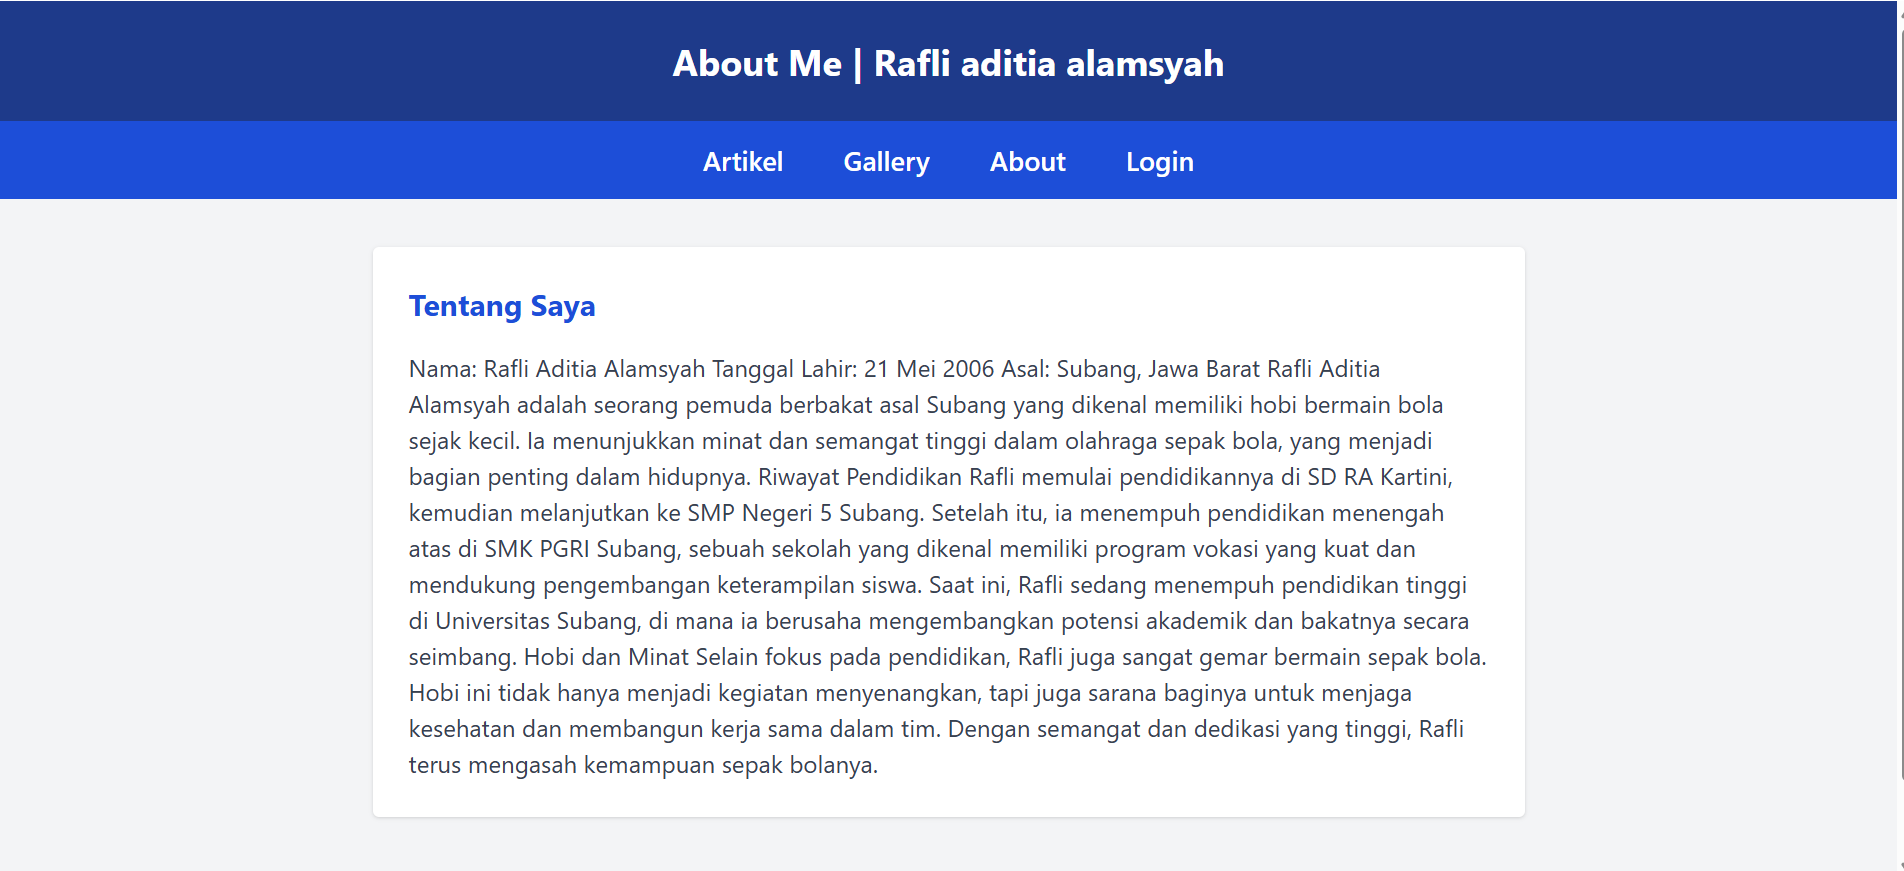 About Me | Rafli aditia alamsyah
Artikel Gallery About Login
Tentang Saya
Nama: Rafli Aditia Alamsyah Tanggal Lahir: 21 Mei 2006 Asal: Subang, Jawa Barat Rafli Aditia
Alamsyah adalah seorang pemuda berbakat asal Subang yang dikenal memiliki hobi bermain bola
sejak kecil. Ia menunjukkan minat dan semangat tinggi dalam olahraga sepak bola, yang menjadi
bagian penting dalam hidupnya. Riwayat Pendidikan Rafli memulai pendidikannya di SD RA Kartini,
kemudian melanjutkan ke SMP Negeri 5 Subang. Setelah itu, ia menempuh pendidikan menengah
atas di SMK PGRI Subang, sebuah sekolah yang dikenal memiliki program vokasi yang kuat dan
mendukung pengembangan keterampilan siswa. Saat ini, Rafli sedang menempuh pendidikan tinggi
di Universitas Subang, di mana ia berusaha mengembangkan potensi akademik dan bakatnya secara
seimbang. Hobi dan Minat Selain fokus pada pendidikan, Rafli juga sangat gemar bermain sepak bola.
Hobi ini tidak hanya menjadi kegiatan menyenangkan, tapi juga sarana baginya untuk menjaga
kesehatan dan membangun kerja sama dalam tim. Dengan semangat dan dedikasi yang tinggi, Rafli
terus mengasah kemampuan sepak bolanya.